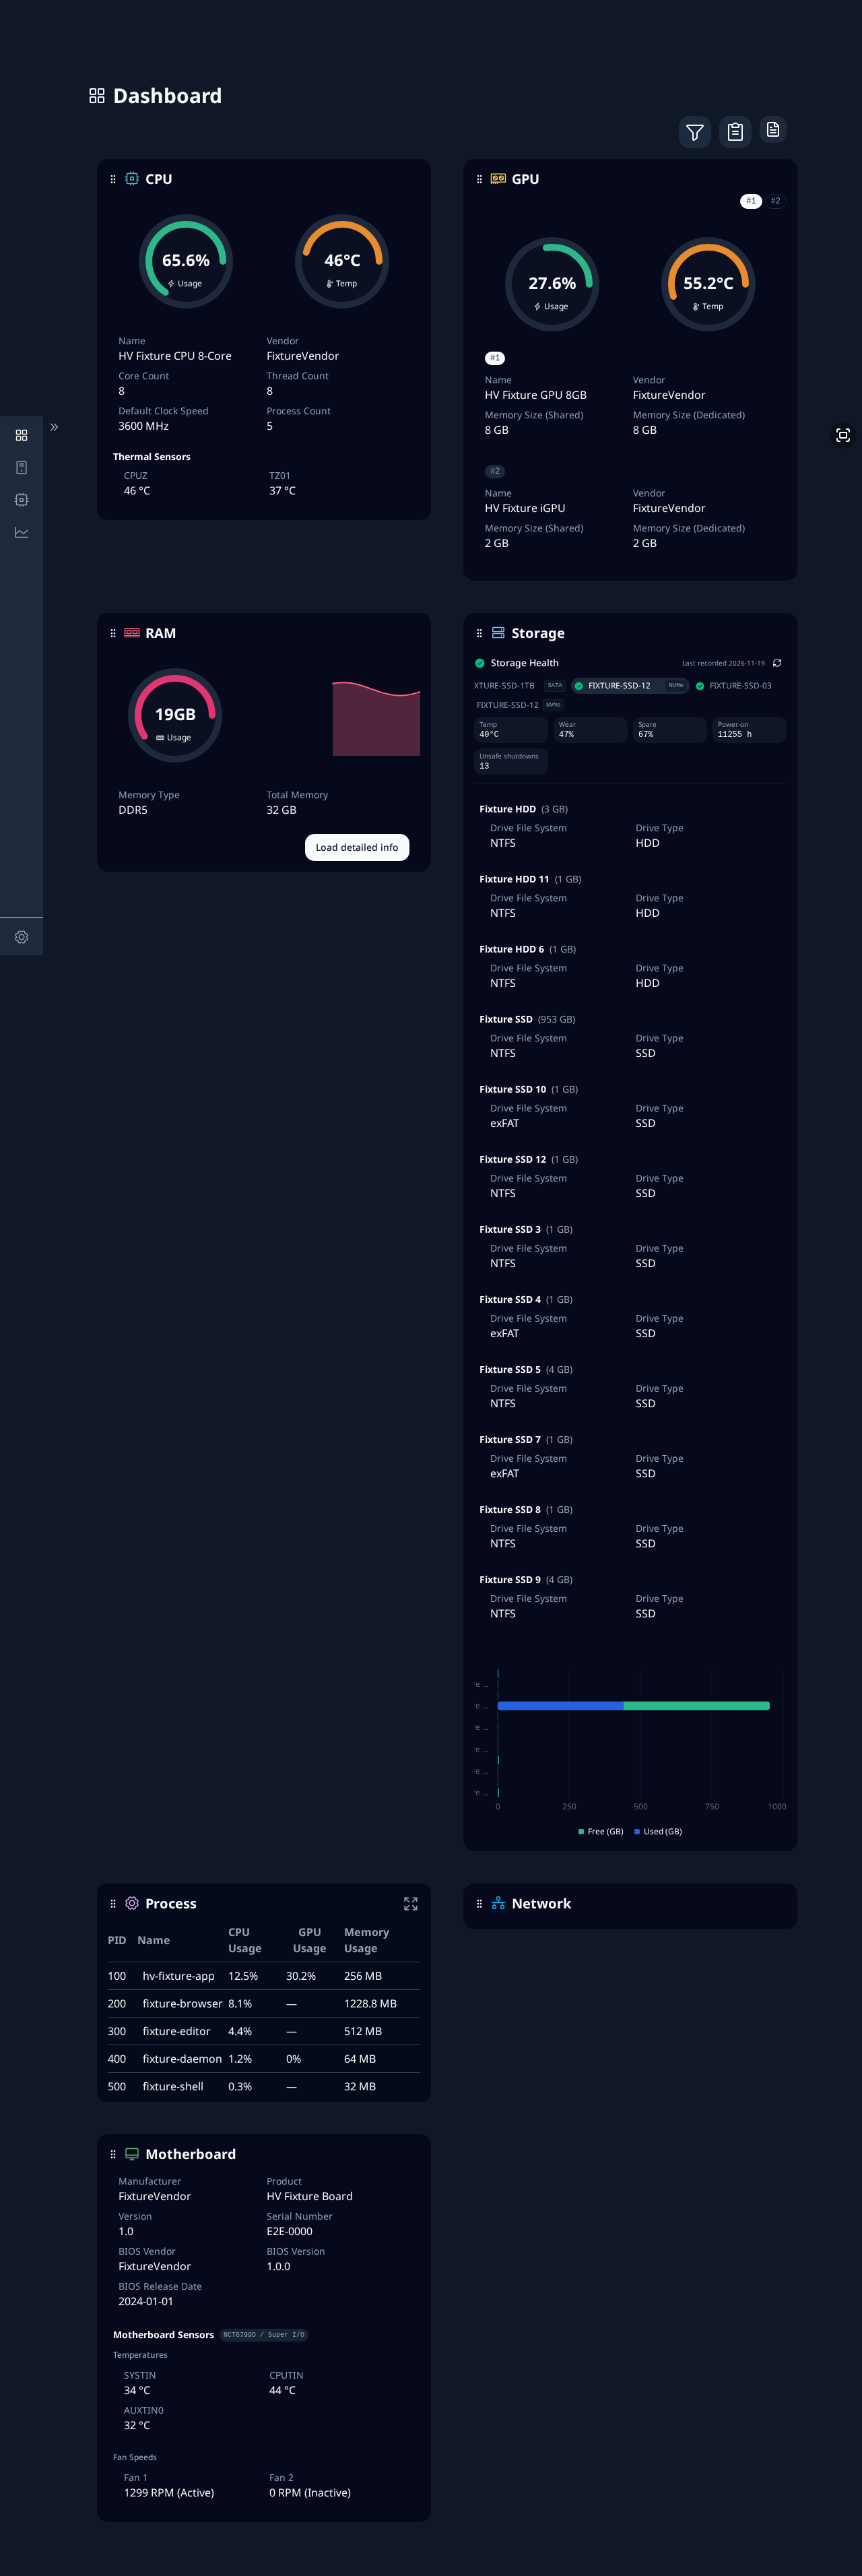 Dashboard
CPU
65.6%
Usage
46°C
Temp
Name
HV Fixture CPU 8-Core
Vendor
FixtureVendor
Core Count
8
Thread Count
8
Default Clock Speed
3600 MHz
Process Count
5
Thermal Sensors
CPUZ
46 °C
TZ01
37 °C
GPU
#1 #2
27.6%
Usage
55.2°C
Temp
#1
Name
HV Fixture GPU 8GB
Vendor
FixtureVendor
Memory Size (Shared)
8 GB
Memory Size (Dedicated)
8 GB
#2
Name
HV Fixture iGPU
Vendor
FixtureVendor
Memory Size (Shared)
2 GB
Memory Size (Dedicated)
2 GB
RAM
19GB
Usage
Memory Type
DDR5
Total Memory
32 GB
Load detailed info
Storage
Storage Health
Last recorded 2026-11-19
XTURE-SSD-1TB SATA FIXTURE-SSD-12 NVMe FIXTURE-SSD-03
FIXTURE-SSD-12 NVMe
Temp
40°C
Wear
47%
Spare
67%
Power-on
11255 h
Unsafe shutdowns
13
Fixture HDD (3 GB)
Drive File System
NTFS
Drive Type
HDD
Fixture HDD 11 (1 GB)
Drive File System
NTFS
Drive Type
HDD
Fixture HDD 6 (1 GB)
Drive File System
NTFS
Drive Type
HDD
Fixture SSD (953 GB)
Drive File System
NTFS
Drive Type
SSD
Fixture SSD 10 (1 GB)
Drive File System
exFAT
Drive Type
SSD
Fixture SSD 12 (1 GB)
Drive File System
NTFS
Drive Type
SSD
Fixture SSD 3 (1 GB)
Drive File System
NTFS
Drive Type
SSD
Fixture SSD 4 (1 GB)
Drive File System
exFAT
Drive Type
SSD
Fixture SSD 5 (4 GB)
Drive File System
NTFS
Drive Type
SSD
Fixture SSD 7 (1 GB)
Drive File System
exFAT
Drive Type
SSD
Fixture SSD 8 (1 GB)
Drive File System
NTFS
Drive Type
SSD
Fixture SSD 9 (4 GB)
Drive File System
NTFS
Drive Type
SSD
re ...
re ...
re ...
re ...
re ...
re ...
0 250 500 750 1000
Free (GB) Used (GB)
Process
PID Name CPU Usage GPU Usage Memory Usage
100 hv-fixture-app 12.5% 30.2% 256 MB
200 fixture-browser 8.1% — 1228.8 MB
300 fixture-editor 4.4% — 512 MB
400 fixture-daemon 1.2% 0% 64 MB
500 fixture-shell 0.3% — 32 MB
Network
Motherboard
Manufacturer
FixtureVendor
Product
HV Fixture Board
Version
1.0
Serial Number
E2E-0000
BIOS Vendor
FixtureVendor
BIOS Version
1.0.0
BIOS Release Date
2024-01-01
Motherboard Sensors NCT6799D / Super I/O
Temperatures
SYSTIN
34 °C
CPUTIN
44 °C
AUXTIN0
32 °C
Fan Speeds
Fan 1
1299 RPM (Active)
Fan 2
0 RPM (Inactive)